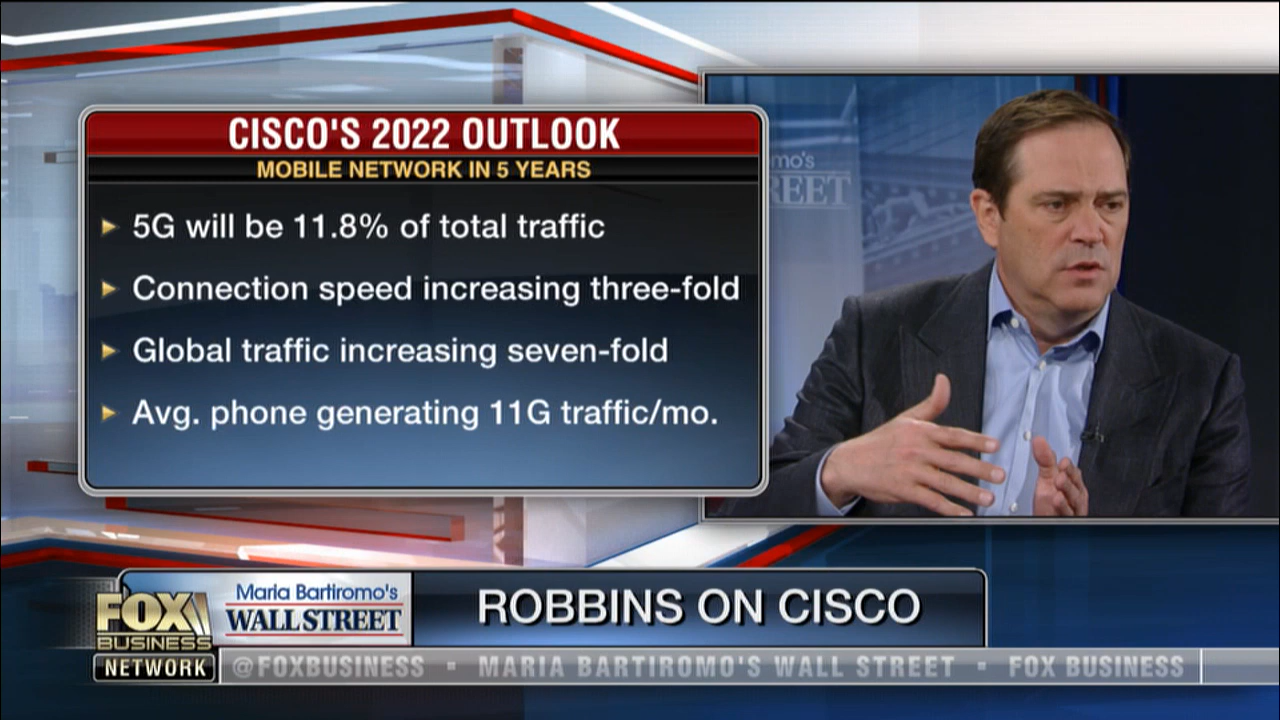 CISCO'S 2022 OUTLOOK
MOBILE NETWORK IN 5 YEARS
5G will be 11.8% of total traffic
Connection speed increasing three-fold
Global traffic increasing seven-fold
Avg. phone generating 11G traffic/mo.
mo's
REET
FOX
BUSINESS
NETWORK
Maria Bartiromo's
WALL STREET
ROBBINS ON CISCO
@FOXBUSINESS ▪ MARIA BARTIROMO'S WALL STREET ▪ FOX BUSINESS